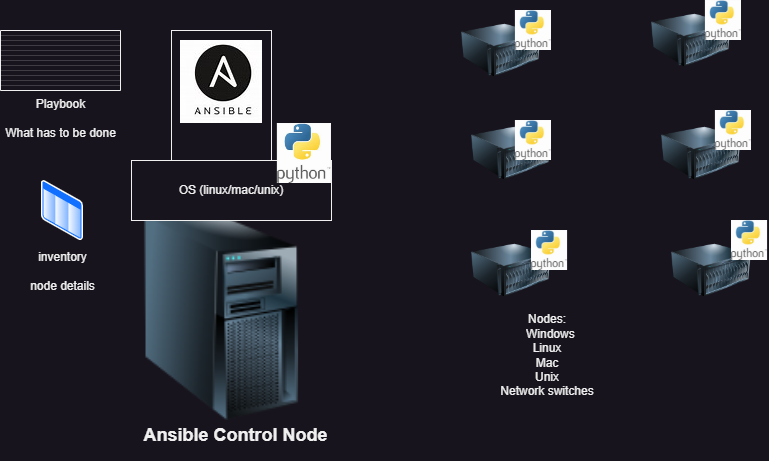 Playbook
What has to be done
inventory
node details
ANSIBLE
python
OS (linux/mac/unix)
Ansible Control Node
python
python
python
python
python
python
Nodes:
Windows
Linux
Mac
Unix
Network switches